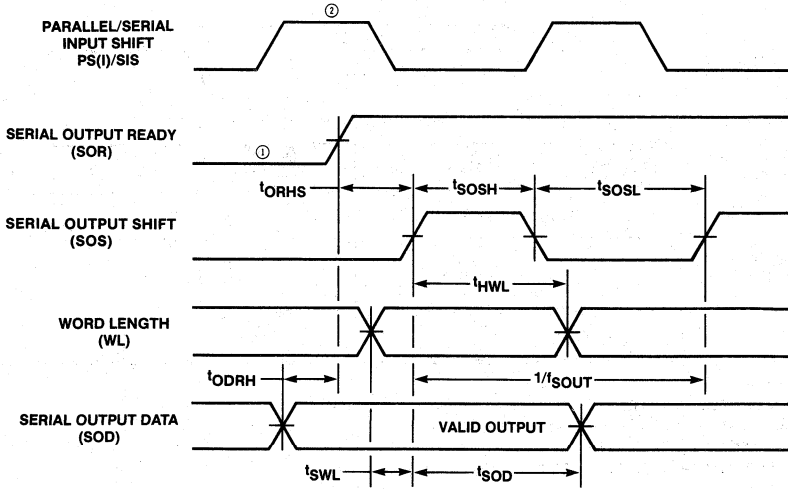 PARALLEL/SERIAL
INPUT SHIFT
PS(I)/SIS
②
SERIAL OUTPUT READY
(SOR)
①
tORHS
tSOSH
tSOSL
SERIAL OUTPUT SHIFT
(SOS)
tHWL
WORD LENGTH
(WL)
tODRH
1/fSOUT
SERIAL OUTPUT DATA
(SOD)
VALID OUTPUT
tSWL
tSOD